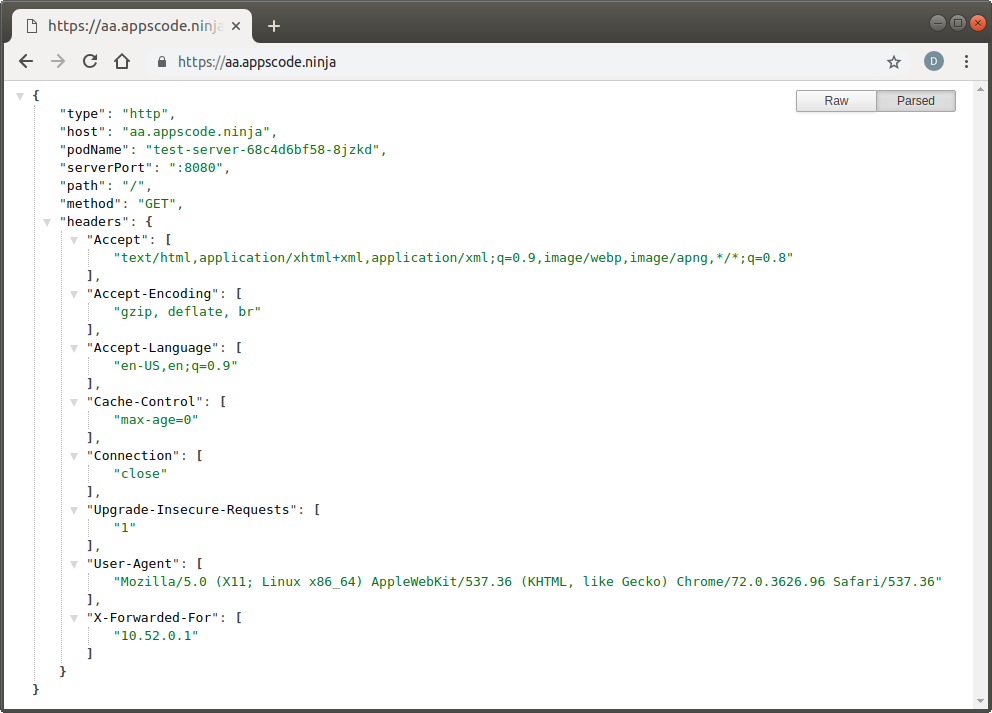 https://aa.appscode.ninja
https://aa.appscode.ninja
D
Raw
Parsed
{
"type": "http",
"host": "aa.appscode.ninja",
"podName": "test-server-68c4d6bf58-8jzkd",
"serverPort": ":8080",
"path": "/",
"method": "GET",
"headers": {
"Accept": [
"text/html,application/xhtml+xml,application/xml;q=0.9,image/webp,image/apng,*/*;q=0.8"
],
"Accept-Encoding": [
"gzip, deflate, br"
],
"Accept-Language": [
"en-US,en;q=0.9"
],
"Cache-Control": [
"max-age=0"
],
"Connection": [
"close"
],
"Upgrade-Insecure-Requests": [
"1"
],
"User-Agent": [
"Mozilla/5.0 (X11; Linux x86_64) AppleWebKit/537.36 (KHTML, like Gecko) Chrome/72.0.3626.96 Safari/537.36"
],
"X-Forwarded-For": [
"10.52.0.1"
]
}
}